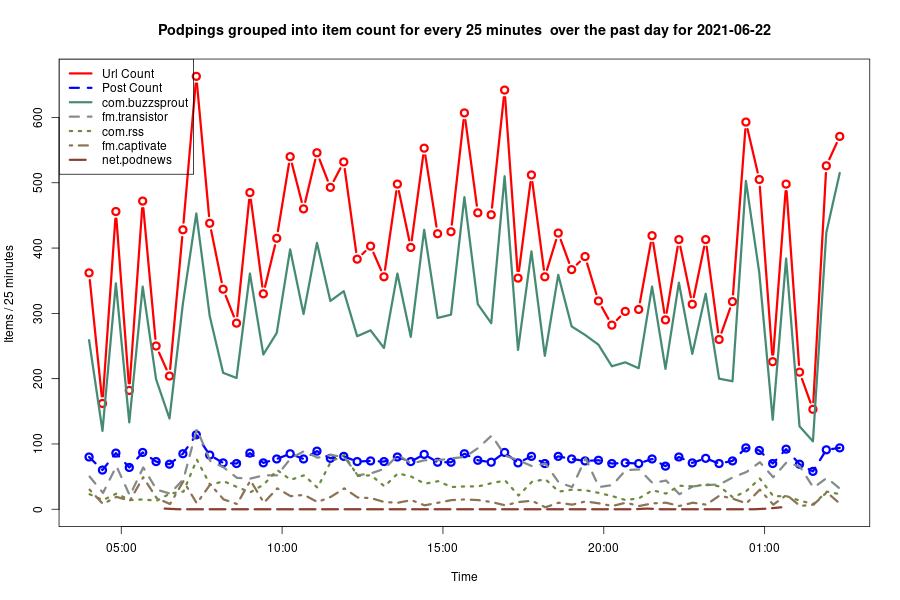 Podpings grouped into item count for every 25 minutes  over the past day for 2021-06-22
Url Count
Post Count
com.buzzsprout
fm.transistor
com.rss
fm.captivate
net.podnews
Items / 25 minutes
600
500
400
300
200
100
0
05:00
10:00
15:00
20:00
01:00
Time